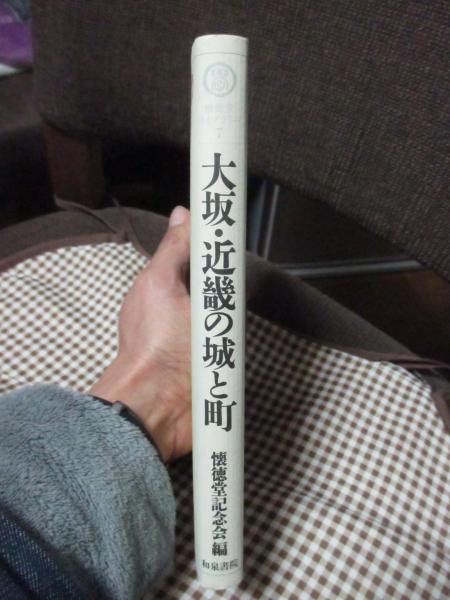 7
大坂・近畿の城と町
懐徳堂記念会編
和泉書院